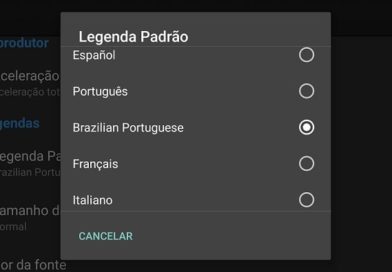 Legenda Padrão
produtor
Español
celeração
celeração tot
Português
gendas
Brazilian Portuguese
egenda Pa
razilian Portu
Français
amanho d
ormal
Italiano
CANCELAR
or da fonte